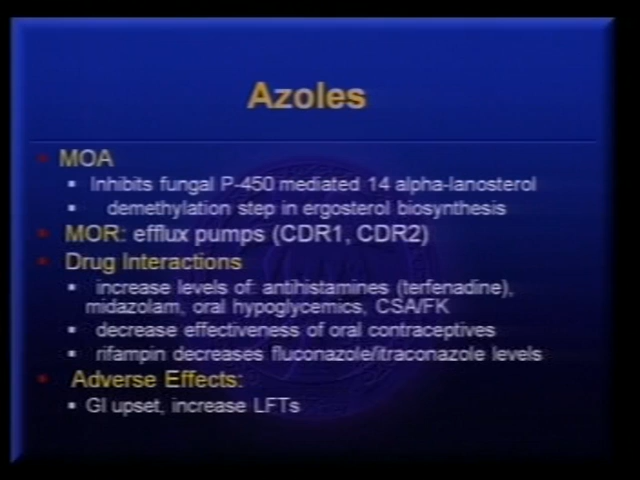 Azoles
MOA
Inhibits fungal P-450 mediated 14 alpha-lanosterol
demethylation step in ergosterol biosynthesis
MOR: efflux pumps (CDR1, CDR2)
Drug Interactions
increase levels of: antihistamines (terfenadine),
midazolam, oral hypoglycemics, CSA/FK
decrease effectiveness of oral contraceptives
rifampin decreases fluconazole/itraconazole levels
Adverse Effects:
GI upset, increase LFTs